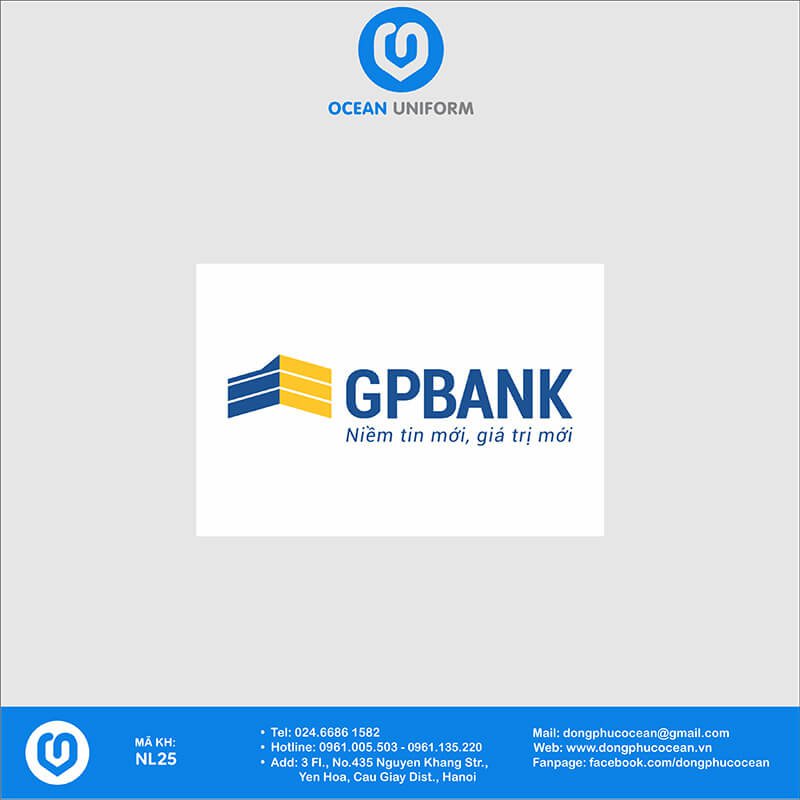 OCEAN UNIFORM
GPBANK
Niềm tin mới, giá trị mới
MÃ KH:
NL25
• Tel: 024.6686 1582
• Hotline: 0961.005.503 - 0961.135.220
• Add: 3 Fl., No.435 Nguyen Khang Str.,
Yen Hoa, Cau Giay Dist., Hanoi
Mail: dongphucocean@gmail.com
Web: www.dongphucocean.vn
Fanpage: facebook.com/dongphucocean